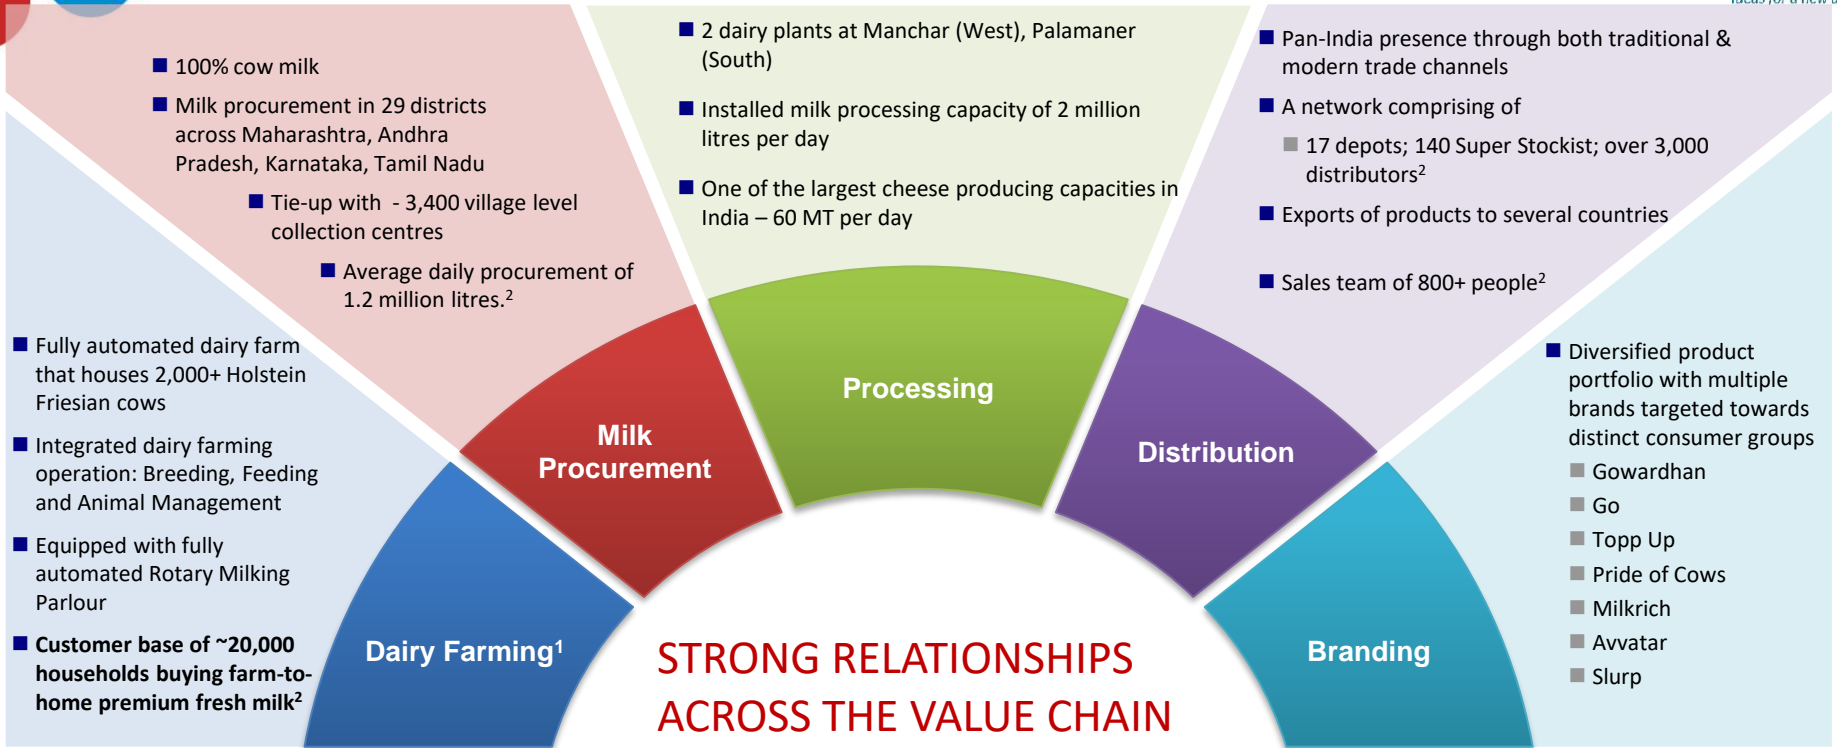 100% cow milk
Milk procurement in 29 districts
across Maharashtra, Andhra
Pradesh, Karnataka, Tamil Nadu
Tie-up with - 3,400 village level
collection centres
Average daily procurement of
1.2 million litres.²
2 dairy plants at Manchar (West), Palamaner
(South)
Installed milk processing capacity of 2 million
litres per day
One of the largest cheese producing capacities in
India – 60 MT per day
Pan-India presence through both traditional &
modern trade channels
A network comprising of
17 depots; 140 Super Stockist; over 3,000
distributors²
Exports of products to several countries
Sales team of 800+ people²
Fully automated dairy farm
that houses 2,000+ Holstein
Friesian cows
Integrated dairy farming
operation: Breeding, Feeding
and Animal Management
Equipped with fully
automated Rotary Milking
Parlour
Customer base of ~20,000
households buying farm-to-
home premium fresh milk²
Dairy Farming¹
Milk
Procurement
Processing
Distribution
Branding
Diversified product
portfolio with multiple
brands targeted towards
distinct consumer groups
Gowardhan
Go
Topp Up
Pride of Cows
Milkrich
Avvatar
Slurp
STRONG RELATIONSHIPS
ACROSS THE VALUE CHAIN